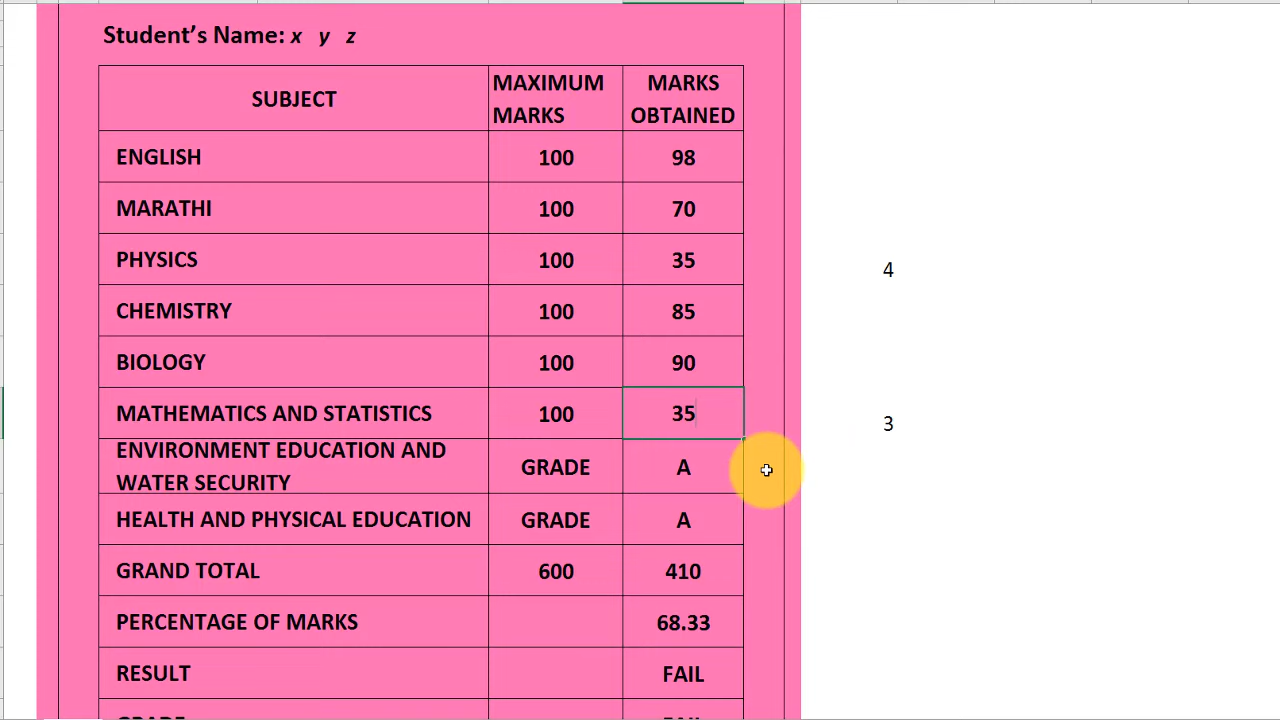 Student's Name: x y z
SUBJECT
MAXIMUM
MARKS
MARKS
OBTAINED
ENGLISH 100 98
MARATHI 100 70
PHYSICS 100 35
4
CHEMISTRY 100 85
BIOLOGY 100 90
MATHEMATICS AND STATISTICS 100 35
3
ENVIRONMENT EDUCATION AND
WATER SECURITY
GRADE A
HEALTH AND PHYSICAL EDUCATION GRADE A
GRAND TOTAL 600 410
PERCENTAGE OF MARKS 68.33
RESULT FAIL